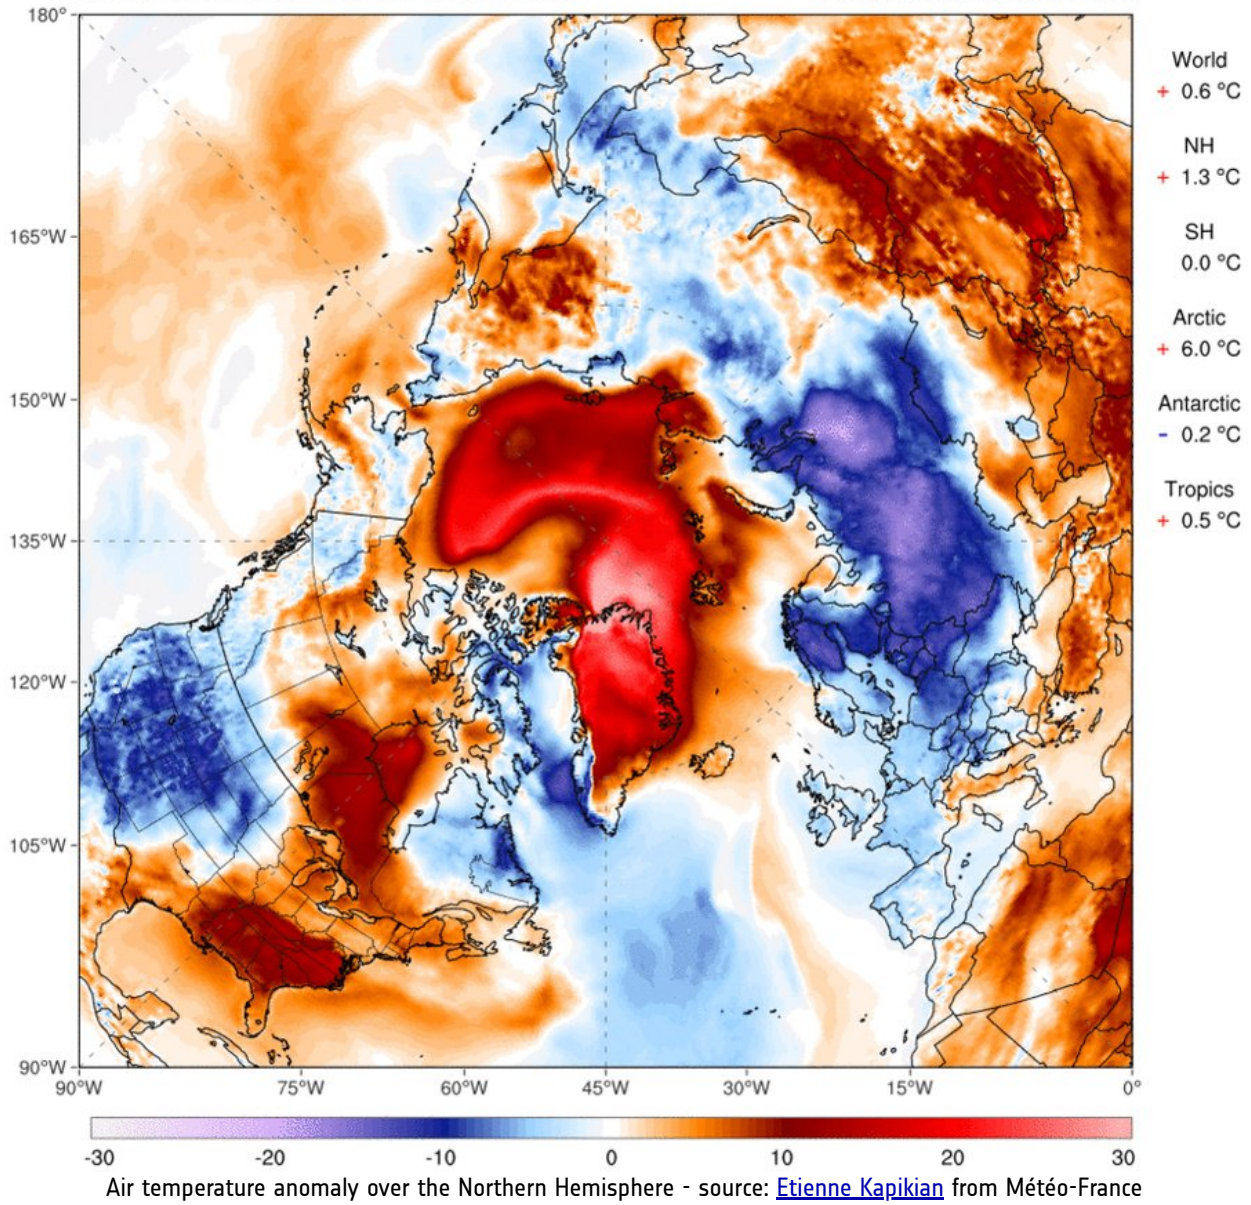 180°
165°W
150°W
135°W
120°W
105°W
90°W
90°W 75°W 60°W 45°W 30°W 15°W 0°
World
+ 0.6 °C
NH
+ 1.3 °C
SH
0.0 °C
Arctic
+ 6.0 °C
Antarctic
- 0.2 °C
Tropics
+ 0.5 °C
-30 -20 -10 0 10 20 30
Air temperature anomaly over the Northern Hemisphere - source: Etienne Kapikian from Météo-France